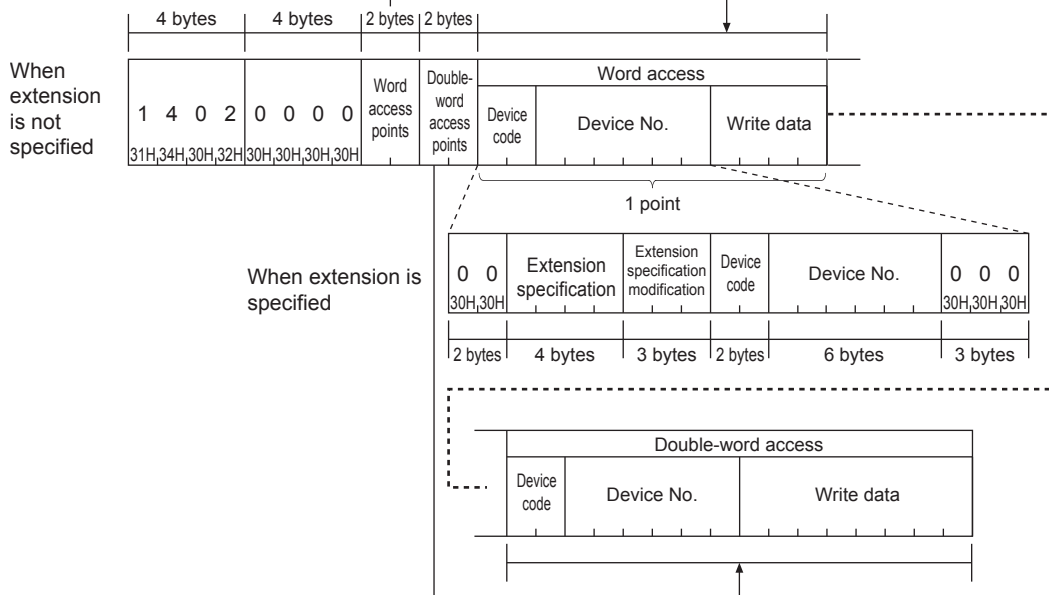 4 bytes 4 bytes 2 bytes 2 bytes
When
extension
is not
specified
1 4 0 2 0 0 0 0
31H,34H,30H,32H 30H,30H,30H,30H
Word
access
points
Double-
word
access
points
Word access
Device
code
Device No.
Write data
1 point
When extension is
specified
0 0
30H,30H
Extension
specification
Extension
specification
modification
Device
code
Device No.
0 0 0
30H,30H,30H
2 bytes 4 bytes 3 bytes 2 bytes 6 bytes 3 bytes
Double-word access
Device
code
Device No.
Write data